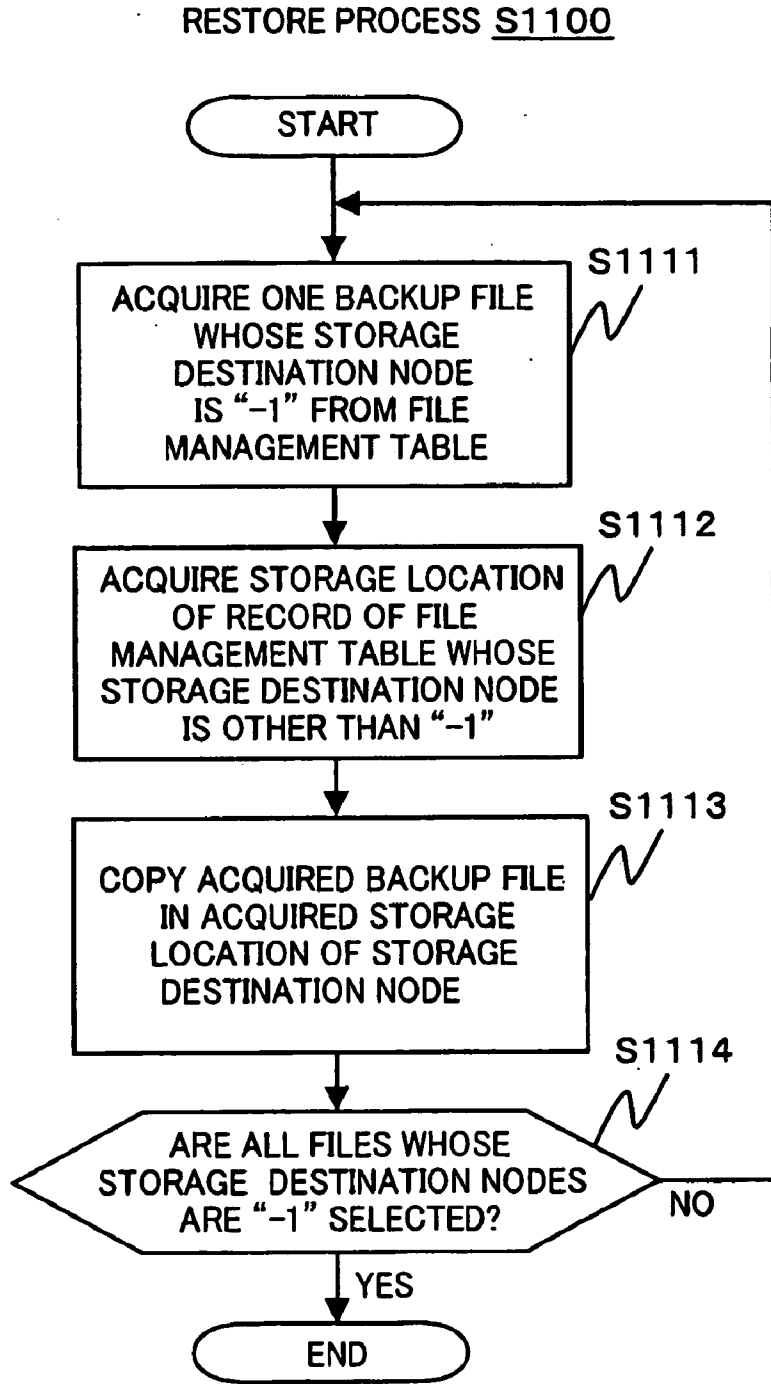 RESTORE PROCESS S1100
START
S1111
ACQUIRE ONE BACKUP FILE
WHOSE STORAGE
DESTINATION NODE
IS “-1” FROM FILE
MANAGEMENT TABLE
S1112
ACQUIRE STORAGE LOCATION
OF RECORD OF FILE
MANAGEMENT TABLE WHOSE
STORAGE DESTINATION NODE
IS OTHER THAN “-1”
S1113
COPY ACQUIRED BACKUP FILE
IN ACQUIRED STORAGE
LOCATION OF STORAGE
DESTINATION NODE
S1114
ARE ALL FILES WHOSE
STORAGE DESTINATION NODES
ARE “-1” SELECTED?
NO
YES
END